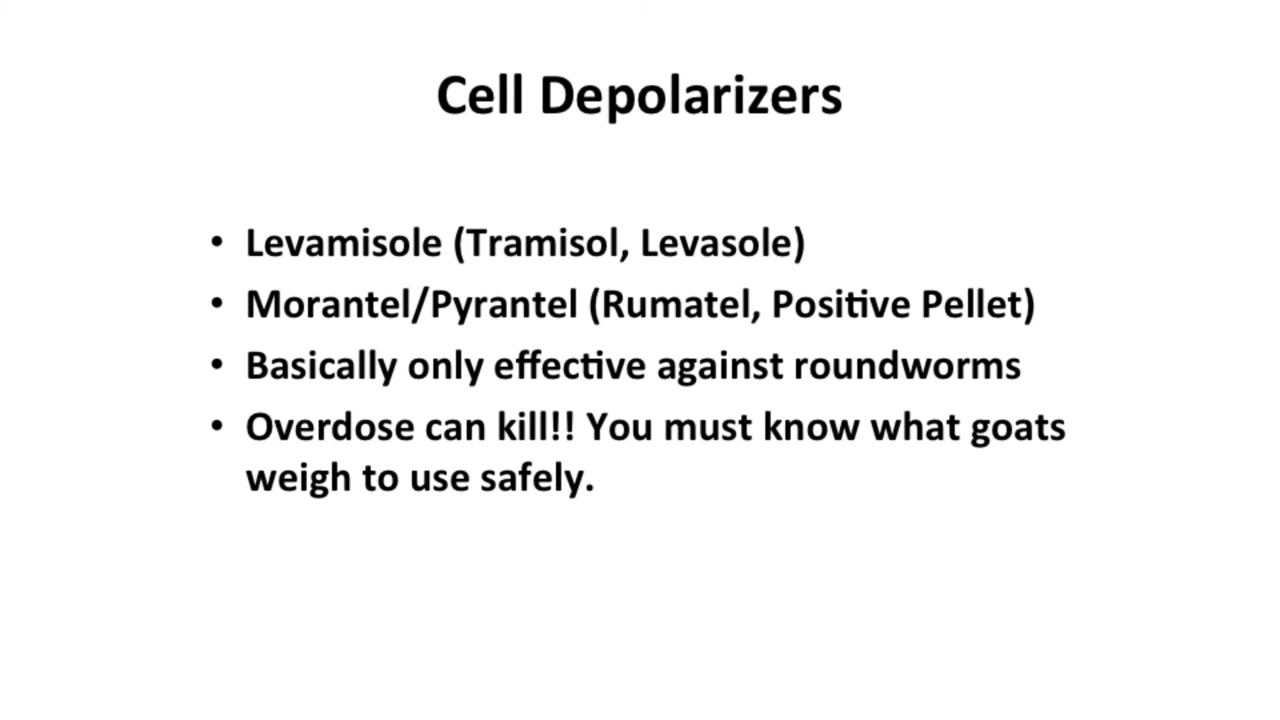 Cell Depolarizers
• Levamisole (Tramisol, Levasole)
• Morantel/Pyrantel (Rumatel, Positive Pellet)
• Basically only effective against roundworms
• Overdose can kill!! You must know what goats
weigh to use safely.